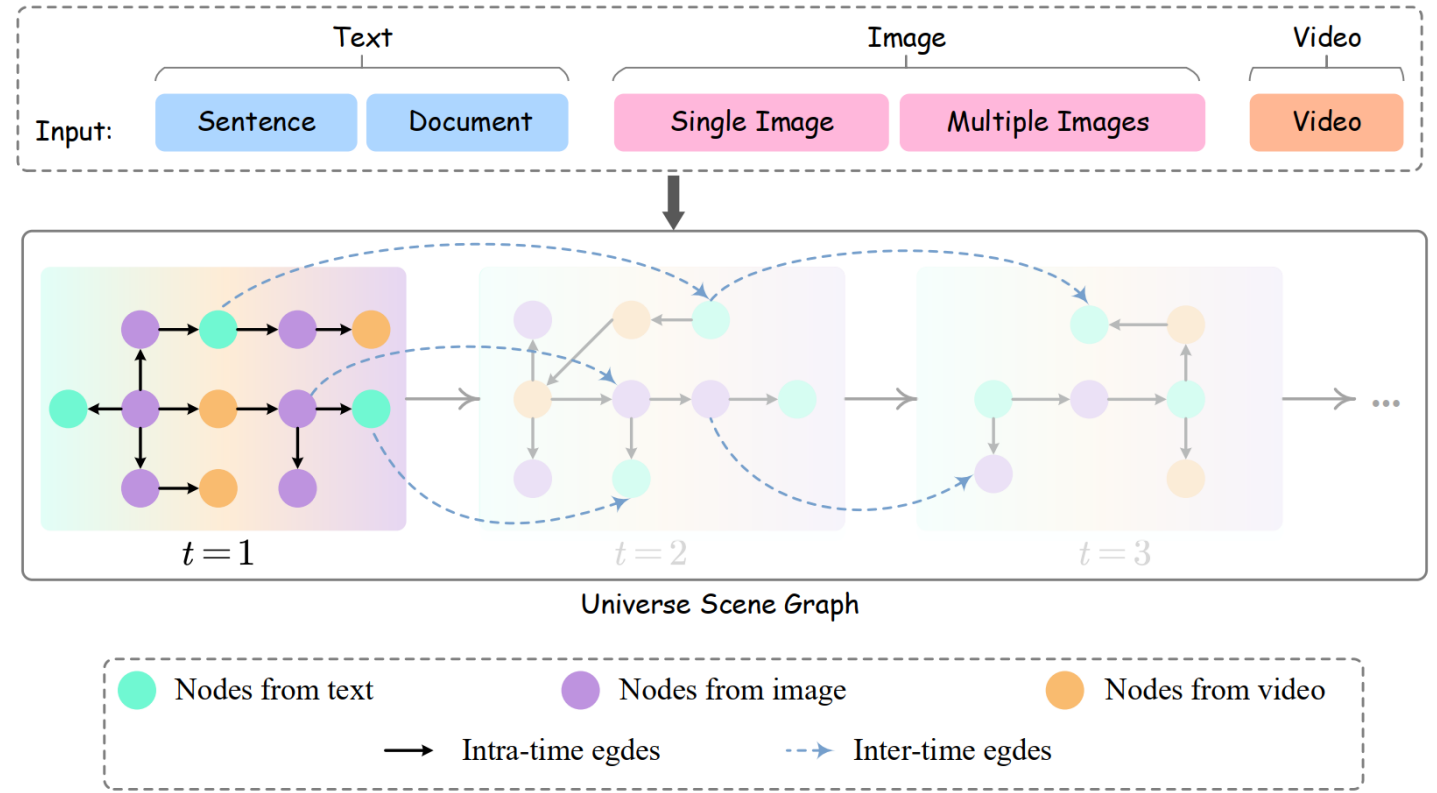 Text Image Video
Input: Sentence Document Single Image Multiple Images Video
...
t = 1 t = 2 t = 3
Universe Scene Graph
Nodes from text Nodes from image Nodes from video
Intra-time egdes Inter-time egdes